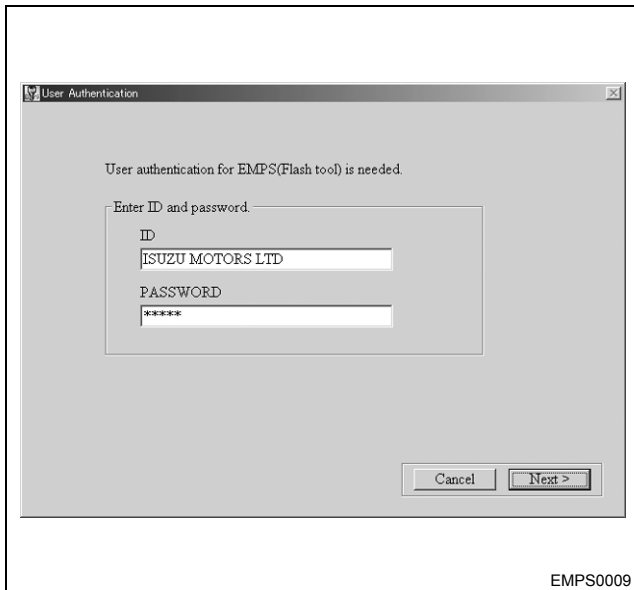 User Authentication
User authentication for EMPS(Flash tool) is needed.
Enter ID and password.
ID
ISUZU MOTORS LTD
PASSWORD
*****
Cancel
Next >
EMPS0009